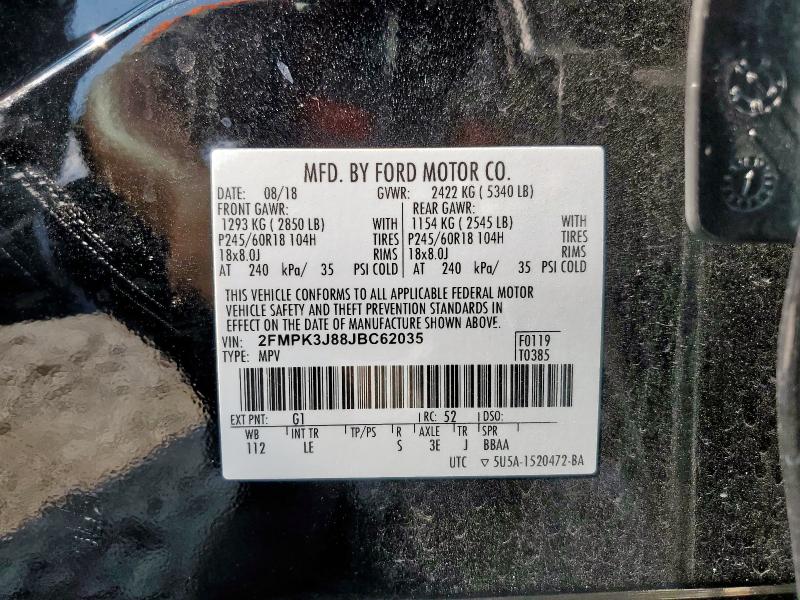 MFD. BY FORD MOTOR CO.
DATE: 08/18 GVWR: 2422 KG ( 5340 LB)
FRONT GAWR: REAR GAWR:
1293 KG ( 2850 LB) WITH 1154 KG ( 2545 LB) WITH
P245/60R18 104H TIRES P245/60R18 104H TIRES
18x8.0J RIMS 18x8.0J RIMS
AT 240 kPa/ 35 PSI COLD AT 240 kPa/ 35 PSI COLD
THIS VEHICLE CONFORMS TO ALL APPLICABLE FEDERAL MOTOR
VEHICLE SAFETY AND THEFT PREVENTION STANDARDS IN
EFFECT ON THE DATE OF MANUFACTURE SHOWN ABOVE.
VIN: 2FMPK3J88JBC62035 F0119
TYPE: MPV T0385
EXT PNT: G1 RC: 52 DSO:
WB INT TR TP/PS R AXLE TR SPR
112 LE S 3E J BBAA
UTC ▽ 5U5A-1520472-BA